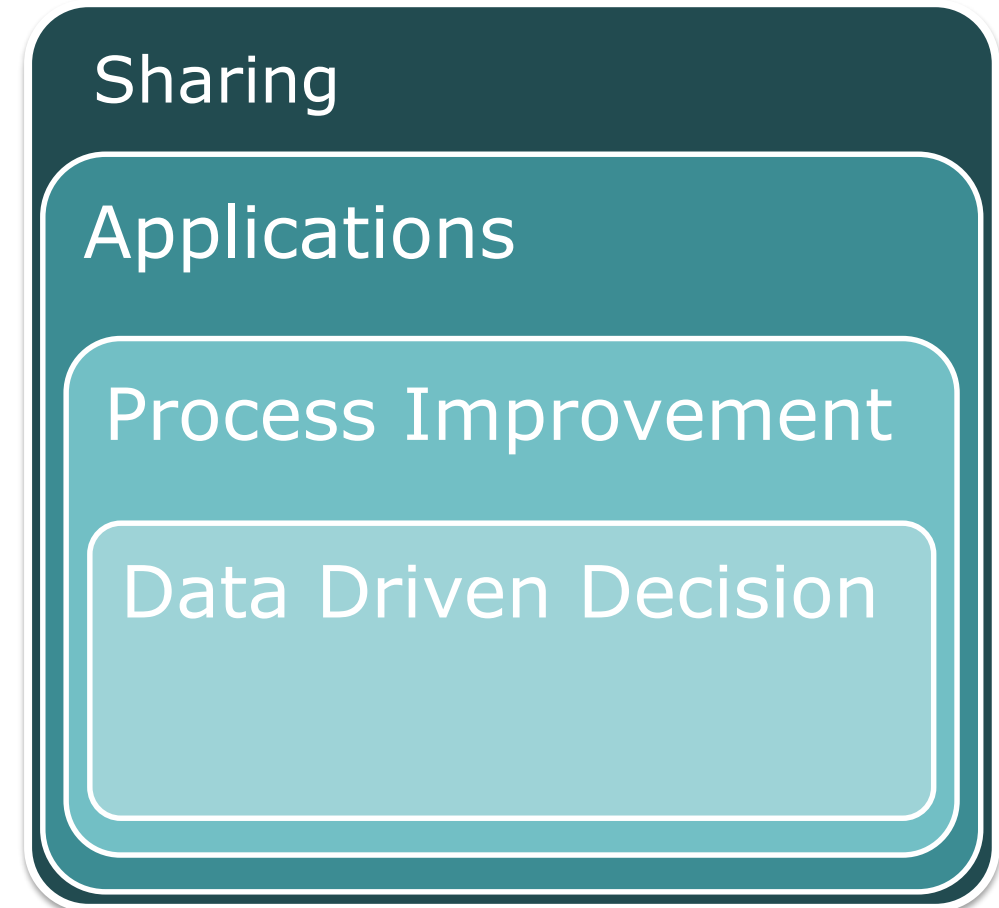 Sharing
Applications
Process Improvement
Data Driven Decision